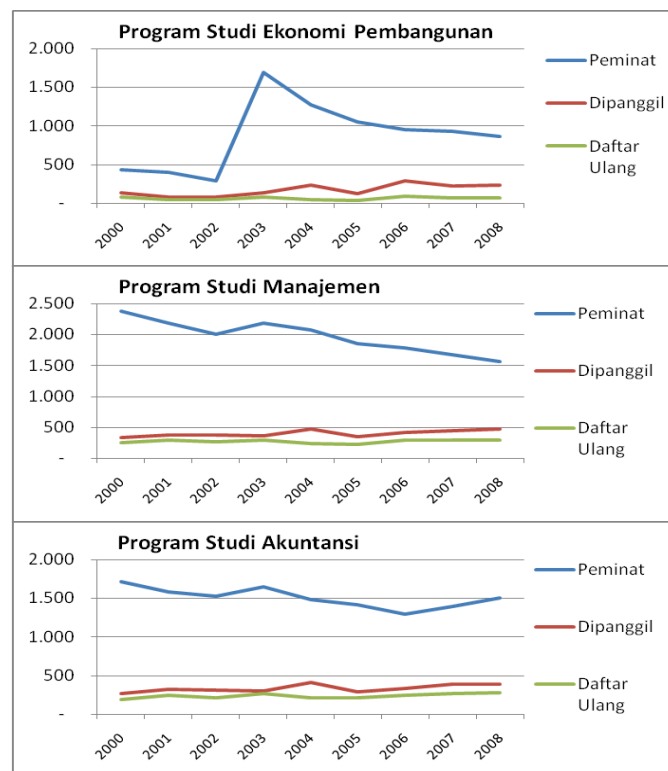 Program Studi Ekonomi Pembangunan
2.000
1.500
1.000
500
-
2000 2001 2002 2003 2004 2005 2006 2007 2008
Peminat
Dipanggil
Daftar
Ulang
Program Studi Manajemen
2.500
2.000
1.500
1.000
500
-
2000 2001 2002 2003 2004 2005 2006 2007 2008
Peminat
Dipanggil
Daftar
Ulang
Program Studi Akuntansi
2.000
1.500
1.000
500
-
2000 2001 2002 2003 2004 2005 2006 2007 2008
Peminat
Dipanggil
Daftar
Ulang